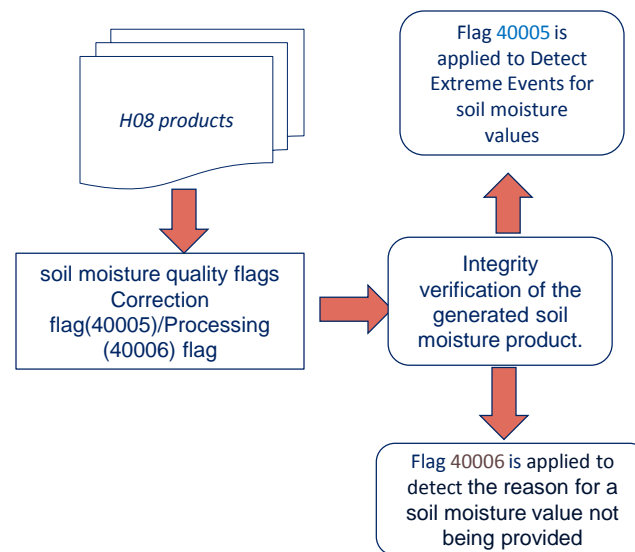 H08 products
soil moisture quality flags
Correction
flag(40005)/Processing
(40006) flag
Integrity
verification of the
generated soil
moisture product.
Flag 40005 is
applied to Detect
Extreme Events for
soil moisture
values
Flag 40006 is applied to
detect the reason for a
soil moisture value not
being provided